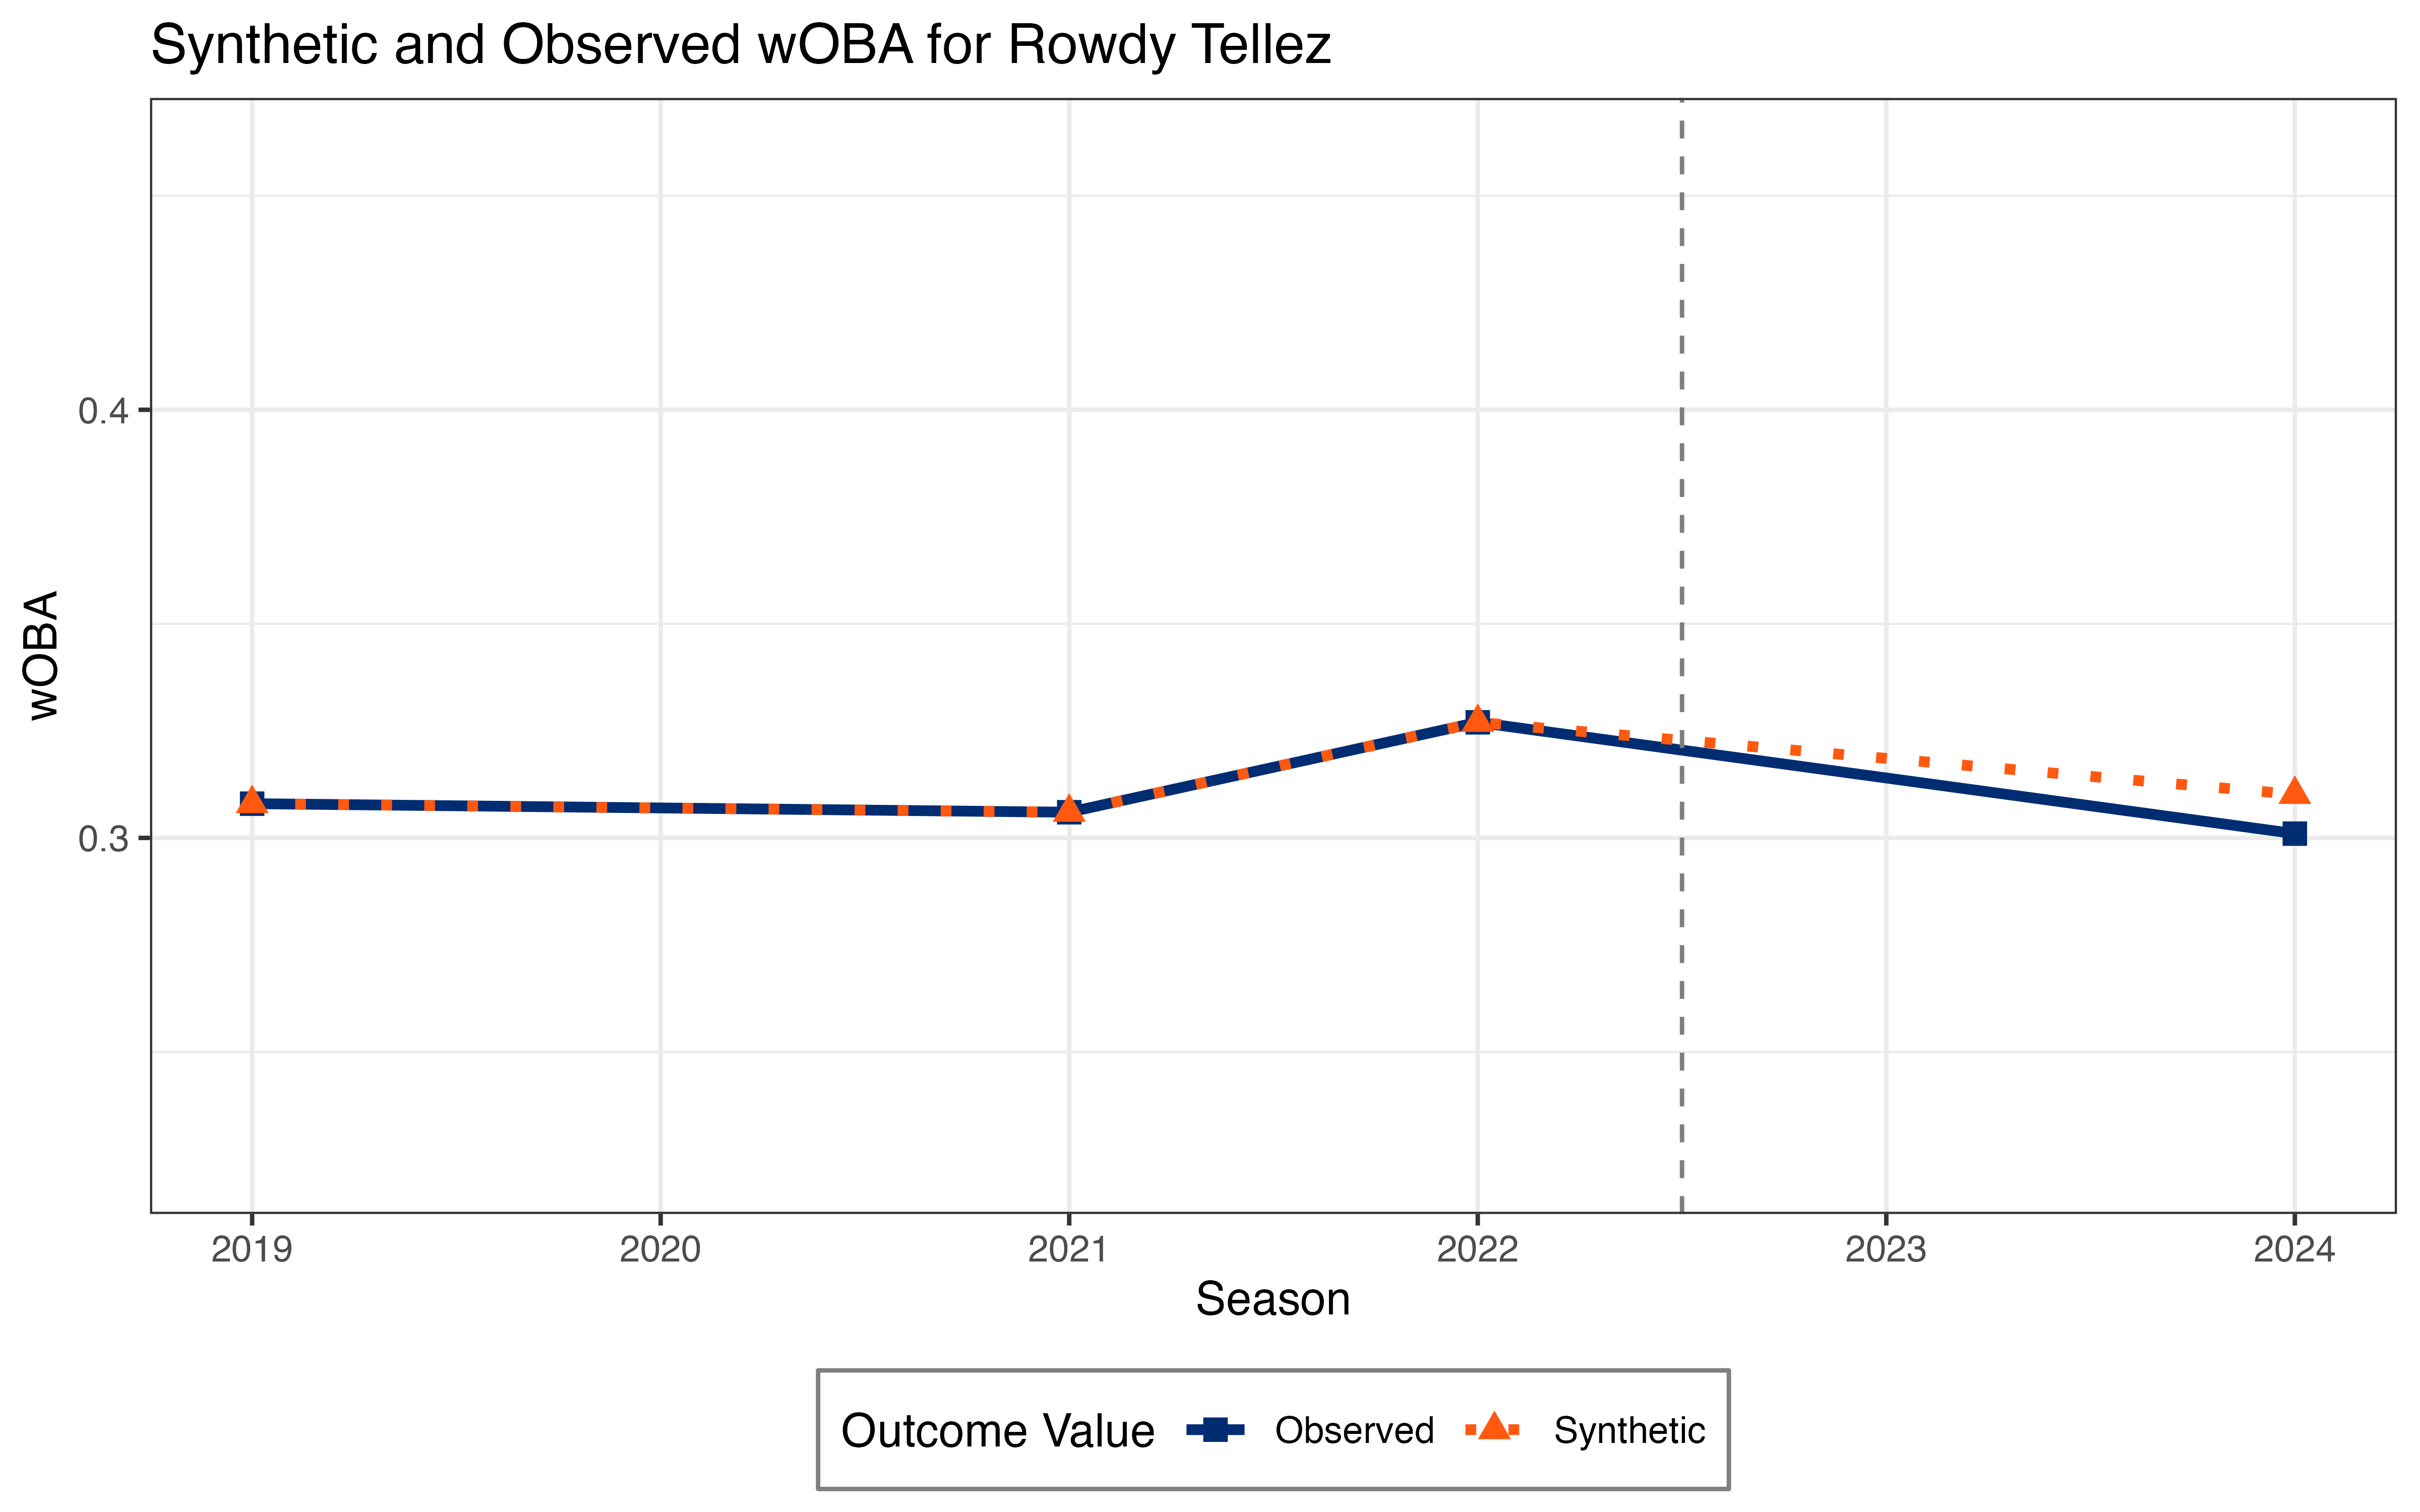 Synthetic and Observed wOBA for Rowdy Tellez
wOBA
0.4
0.3
2019 2020 2021 2022 2023 2024
Season
Outcome Value Observed Synthetic